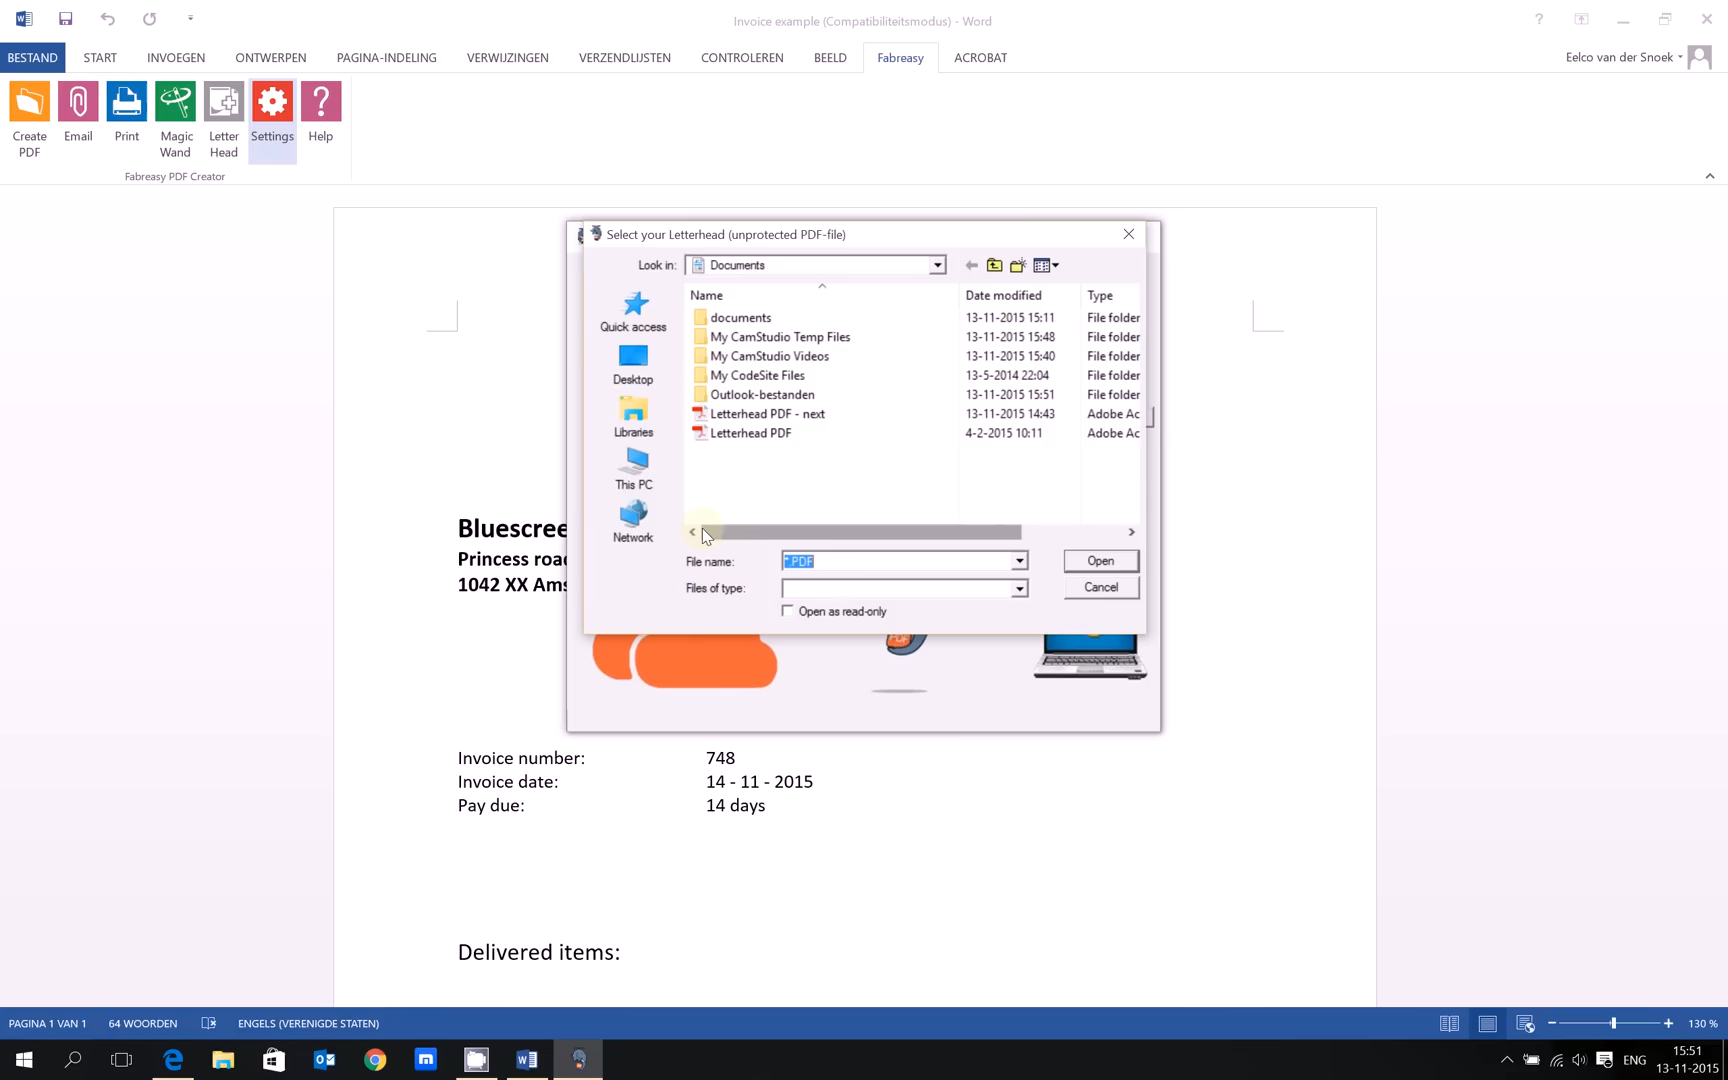 Invoice example (Compatibiliteitsmodus) - Word
BESTAND START INVOEGEN ONTWERPEN PAGINA-INDELING VERWIJZINGEN VERZENDLIJSTEN CONTROLEREN BEELD Fabreasy ACROBAT
Eelco van der Snoek
Create PDF
Email
Print
Magic Wand
Letter Head
Settings
Help
Fabreasy PDF Creator
Select your Letterhead (unprotected PDF-file)
Look in: Documents
Name Date modified Type
documents 13-11-2015 15:11 File folder
My CamStudio Temp Files 13-11-2015 15:48 File folder
My CamStudio Videos 13-11-2015 15:40 File folder
My CodeSite Files 13-5-2014 22:04 File folder
Outlook-bestanden 13-11-2015 15:51 File folder
Letterhead PDF - next 13-11-2015 14:43 Adobe Ac
Letterhead PDF 4-2-2015 10:11 Adobe Ac
Quick access
Desktop
Libraries
This PC
Network
File name: *.PDF Open
Files of type: Cancel
Open as read-only
PDF
Bluescree
Princess road
1042 XX Ams
Invoice number: 748
Invoice date: 14 - 11 - 2015
Pay due: 14 days
Delivered items:
PAGINA 1 VAN 1 64 WOORDEN ENGELS (VERENIGDE STATEN) 130 %
ENG 15:51
13-11-2015